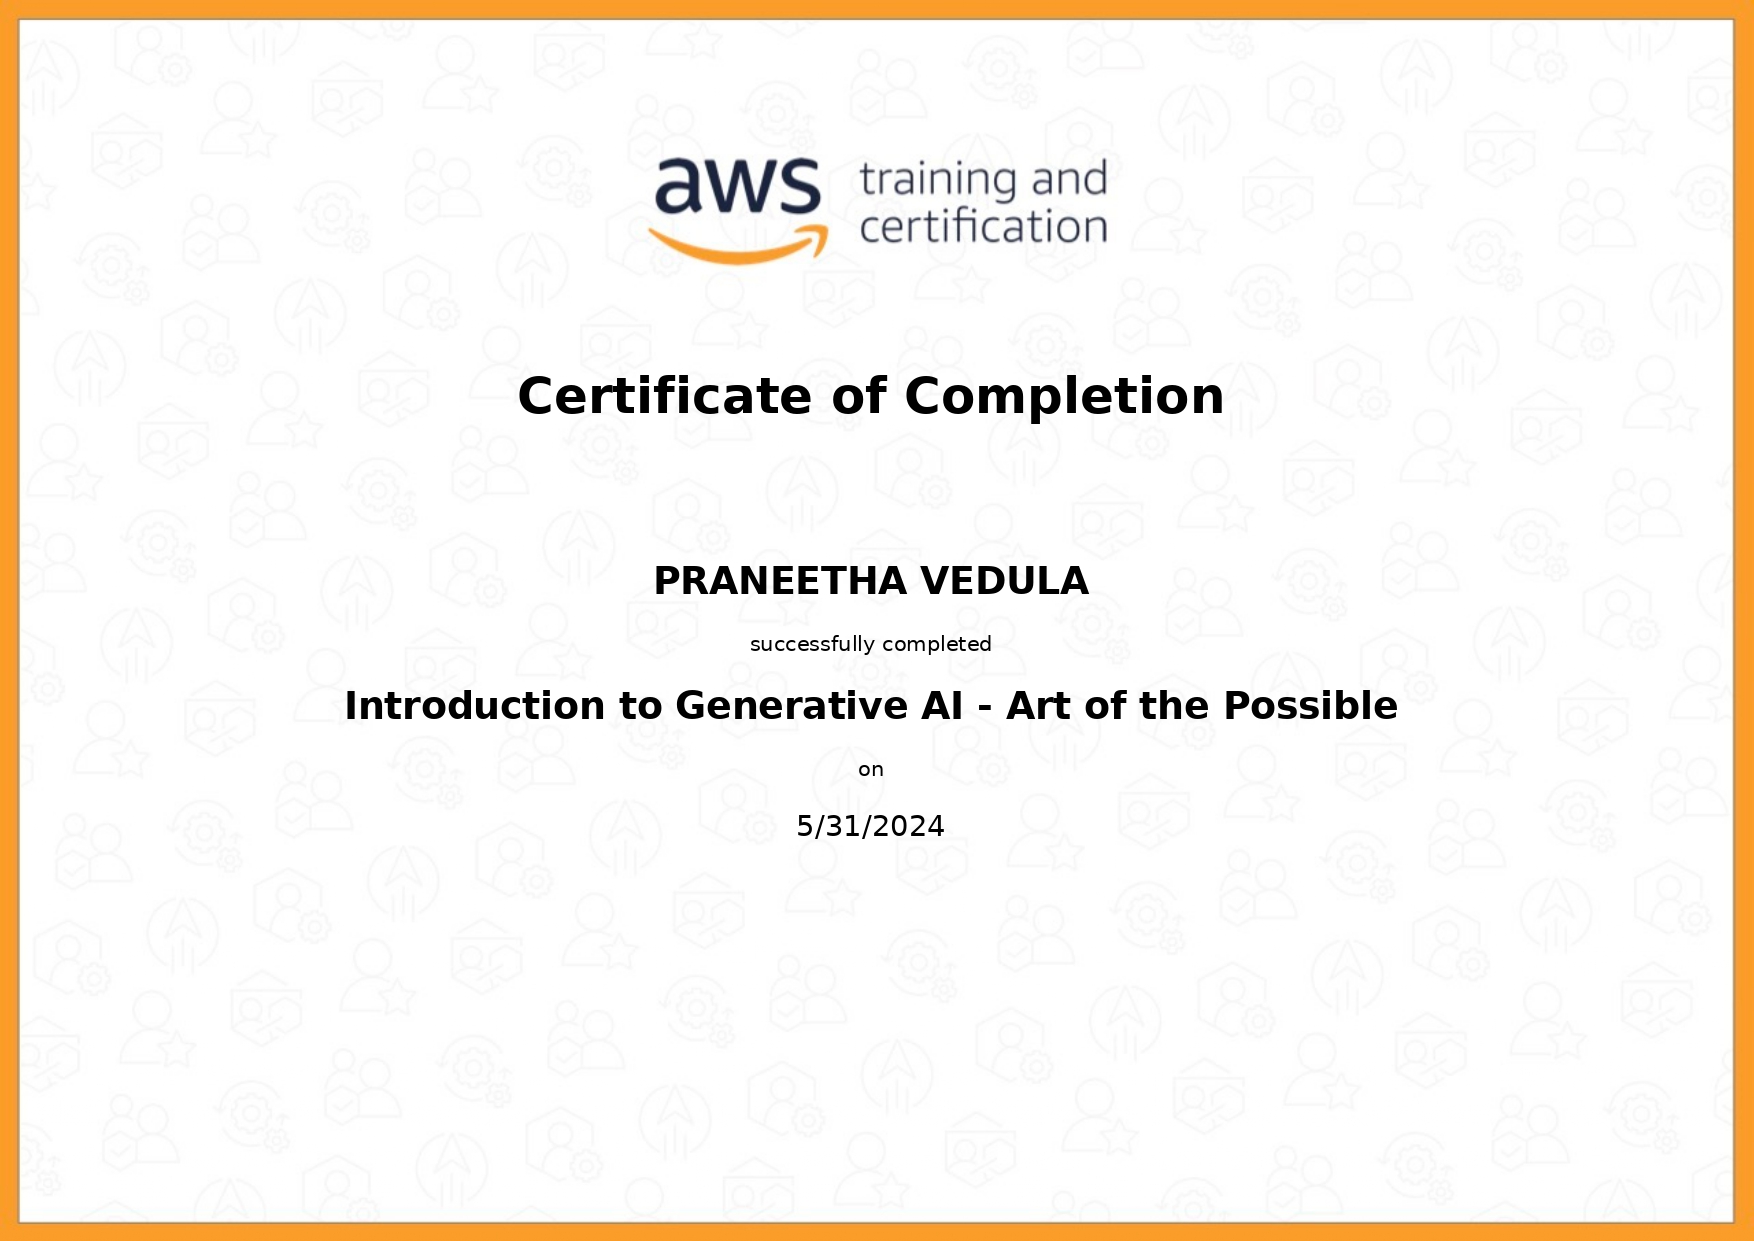 aws training and
certification
Certificate of Completion
PRANEETHA VEDULA
successfully completed
Introduction to Generative AI - Art of the Possible
on
5/31/2024